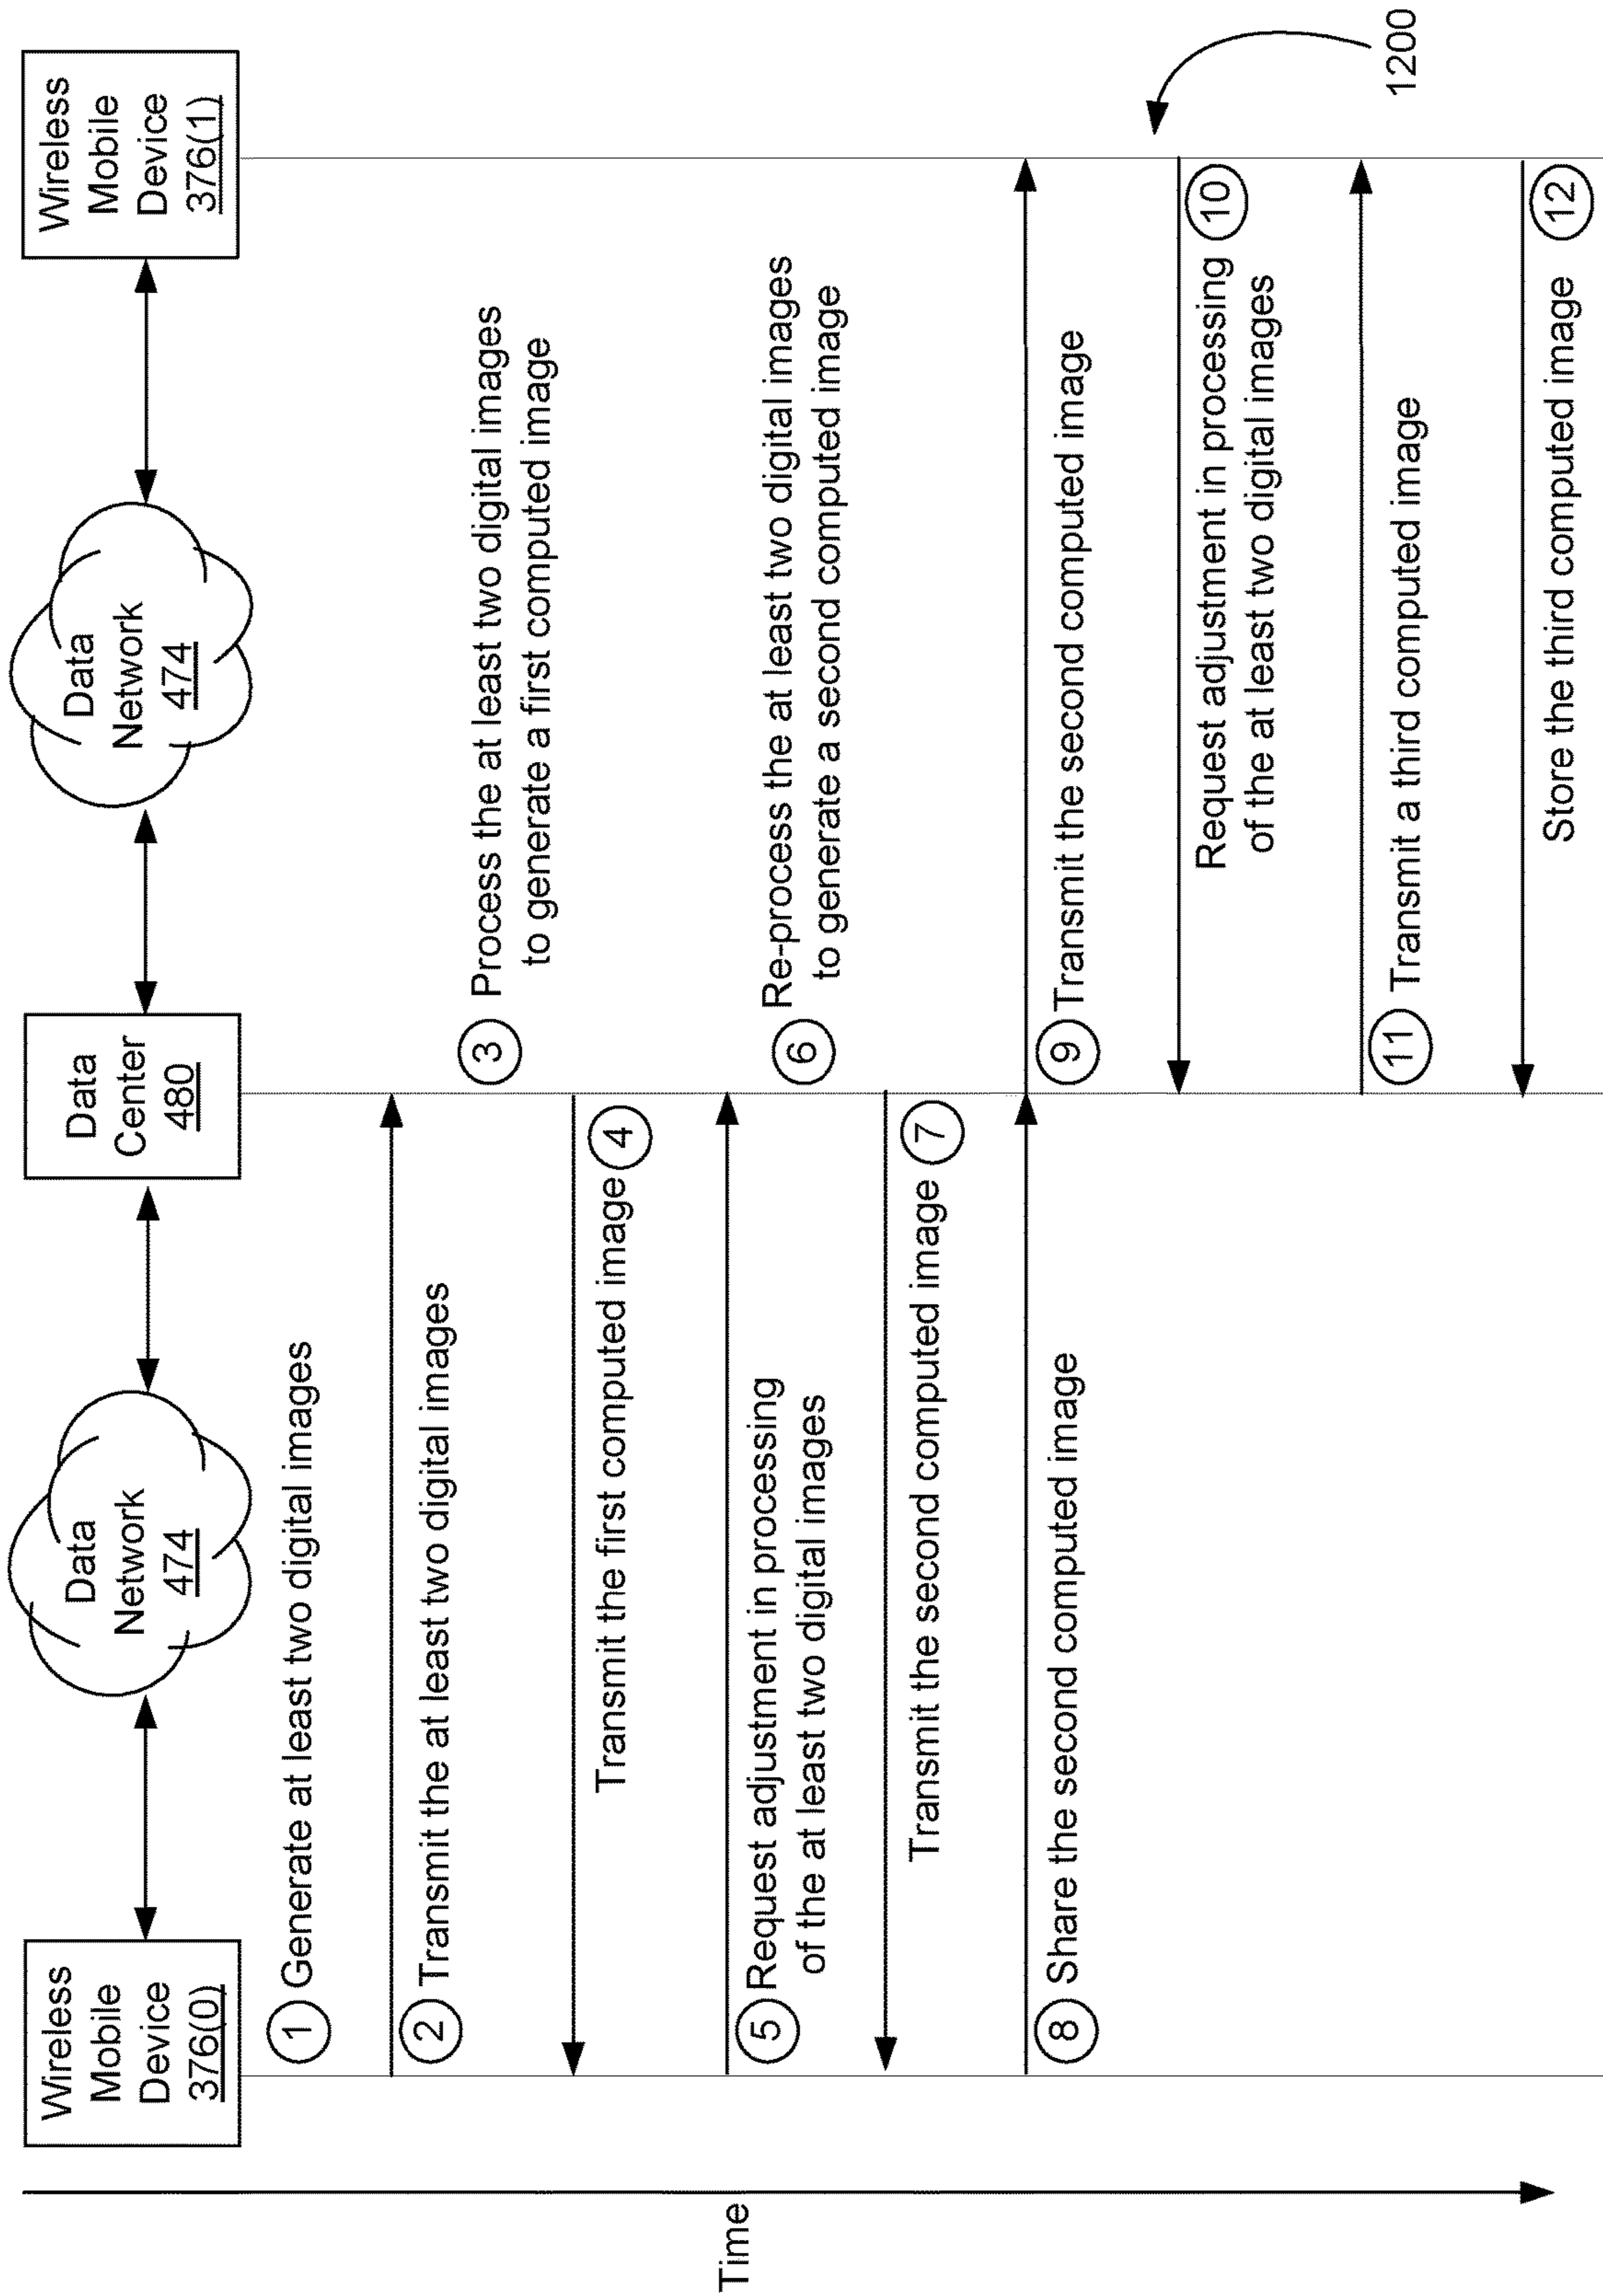 Wireless
Mobile
Device
376(0)
Data
Network
474
Data
Center
480
Data
Network
474
Wireless
Mobile
Device
376(1)
Time
1 Generate at least two digital images
2 Transmit the at least two digital images
3 Process the at least two digital images
to generate a first computed image
Transmit the first computed image 4
5 Request adjustment in processing
of the at least two digital images
6 Re-process the at least two digital images
to generate a second computed image
Transmit the second computed image 7
8 Share the second computed image
9 Transmit the second computed image
1200
Request adjustment in processing 10
of the at least two digital images
11 Transmit a third computed image
Store the third computed image 12